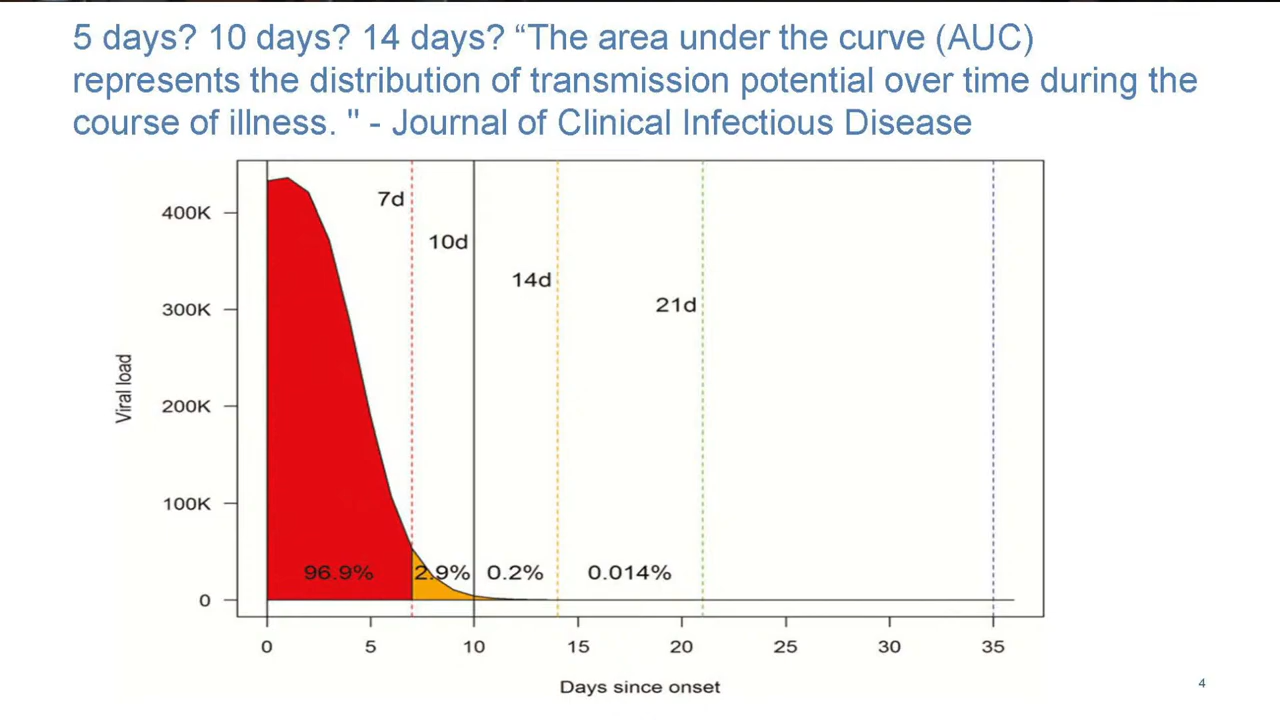 5 days? 10 days? 14 days? “The area under the curve (AUC)
represents the distribution of transmission potential over time during the
course of illness. " - Journal of Clinical Infectious Disease
7d
10d
14d
21d
400K
300K
200K
100K
0
Viral load
96.9%
2.9%
0.2%
0.014%
0
5
10
15
20
25
30
35
Days since onset
4